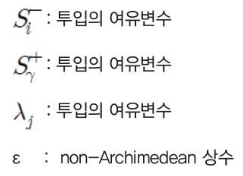 S_i^- : 투입의 여유변수
S_γ^+ : 투입의 여유변수
λ_j : 투입의 여유변수
ε : non-Archimedean 상수